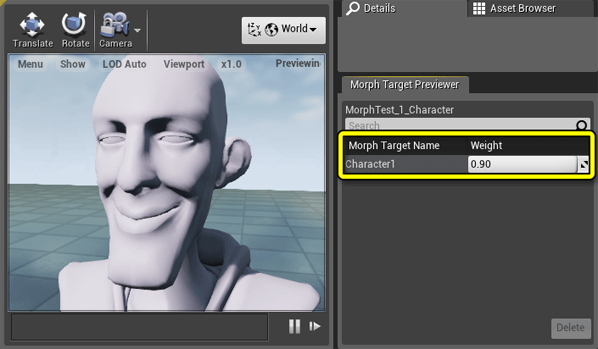 Translate Rotate Camera World
Menu Show LOD Auto Viewport x1.0 Previewin
Details Asset Browser
Morph Target Previewer
MorphTest_1_Character
Search
Morph Target Name Weight
Character1 0.90
Delete